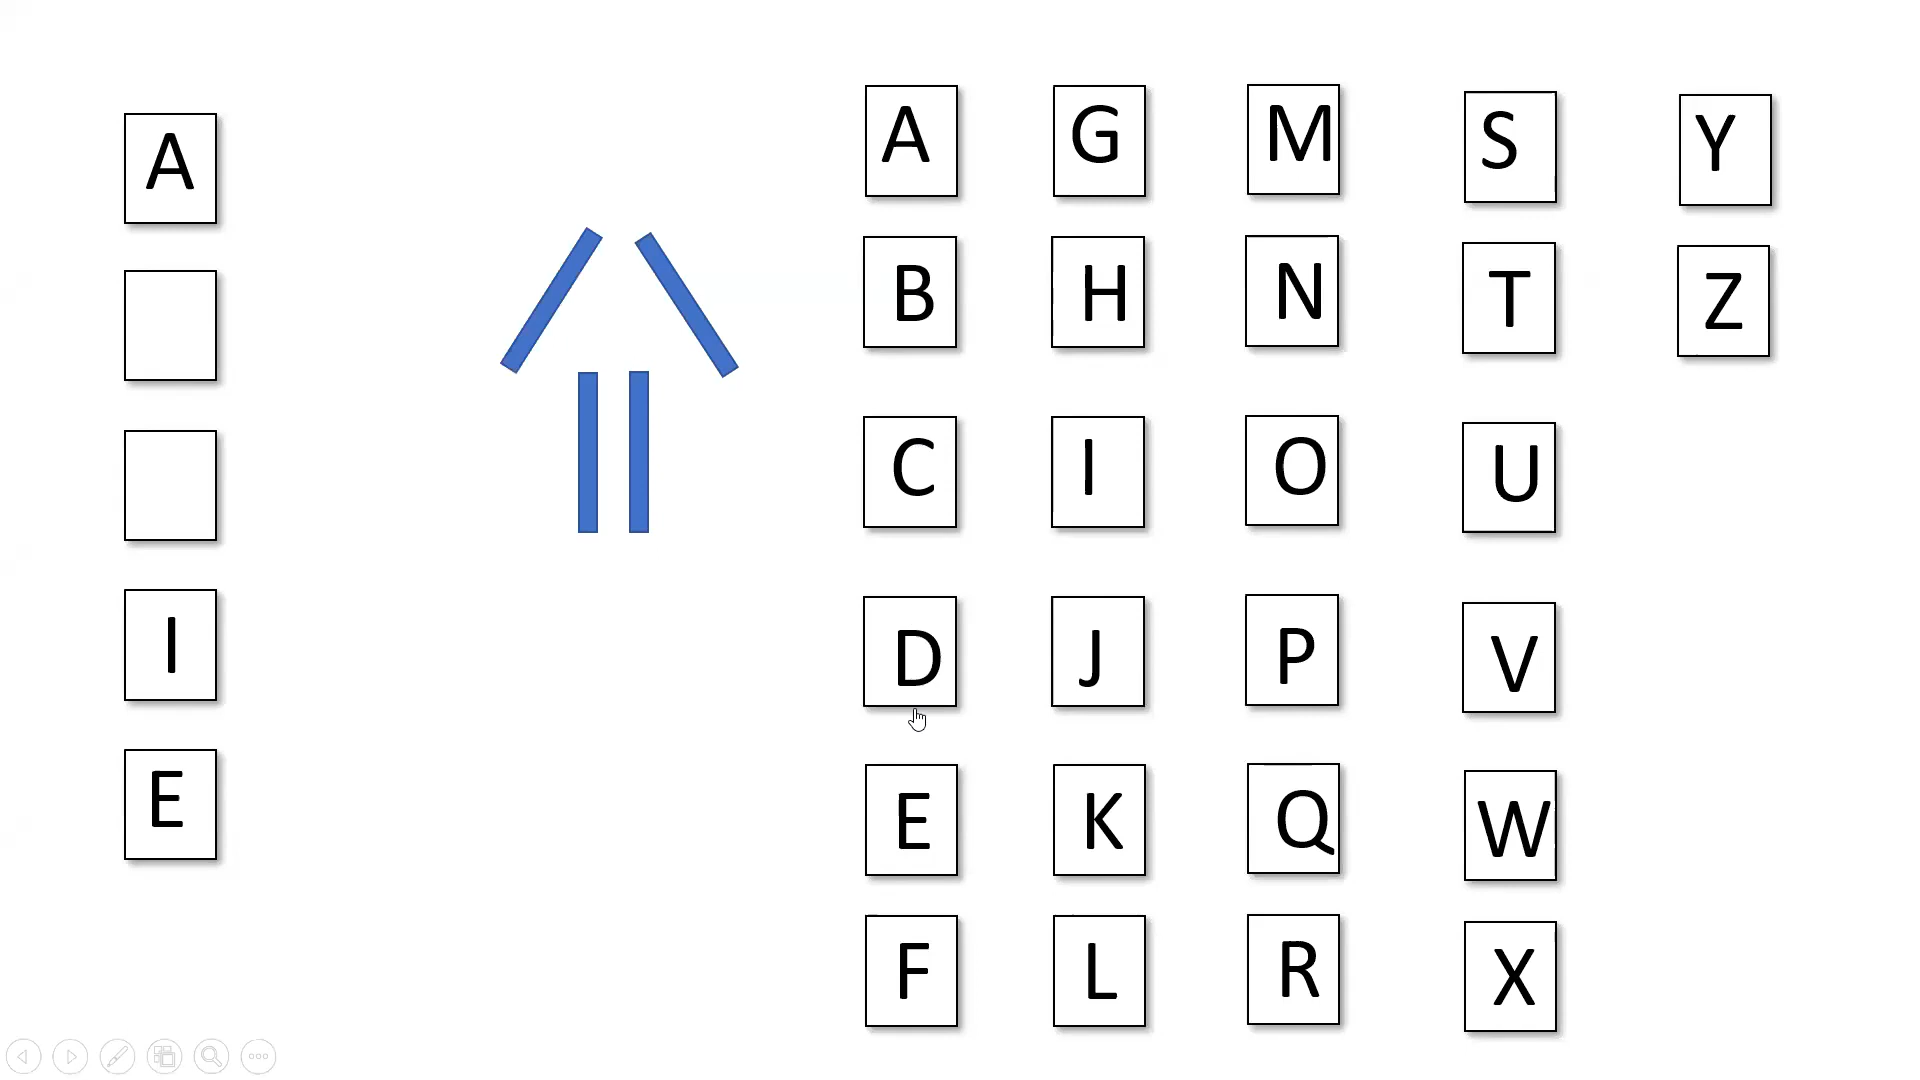 A
I
E
A G M S Y
B H N T Z
C I O U
D J P V
E K Q W
F L R X